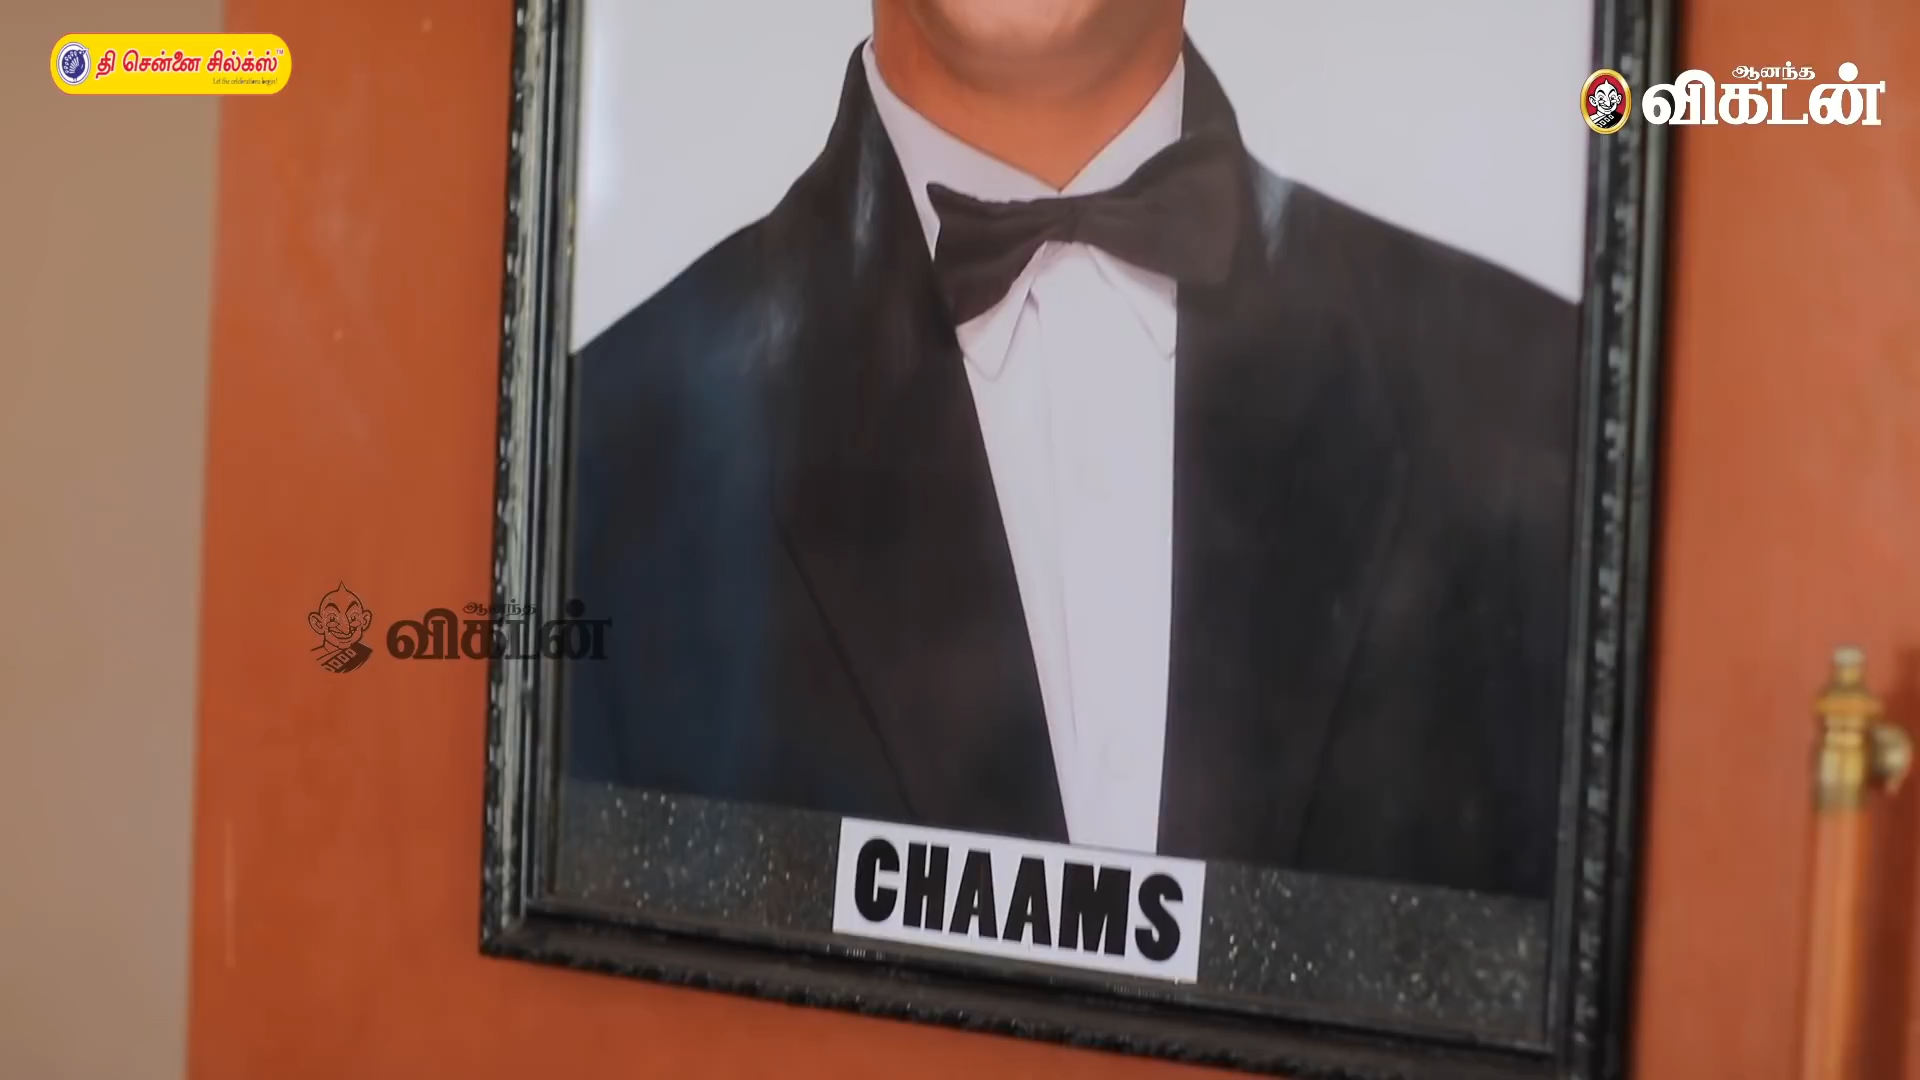 தி சென்னை சில்க்ஸ்
ஆனந்த
விகடன்
ஆனந்த
விகடன்
CHAAMS